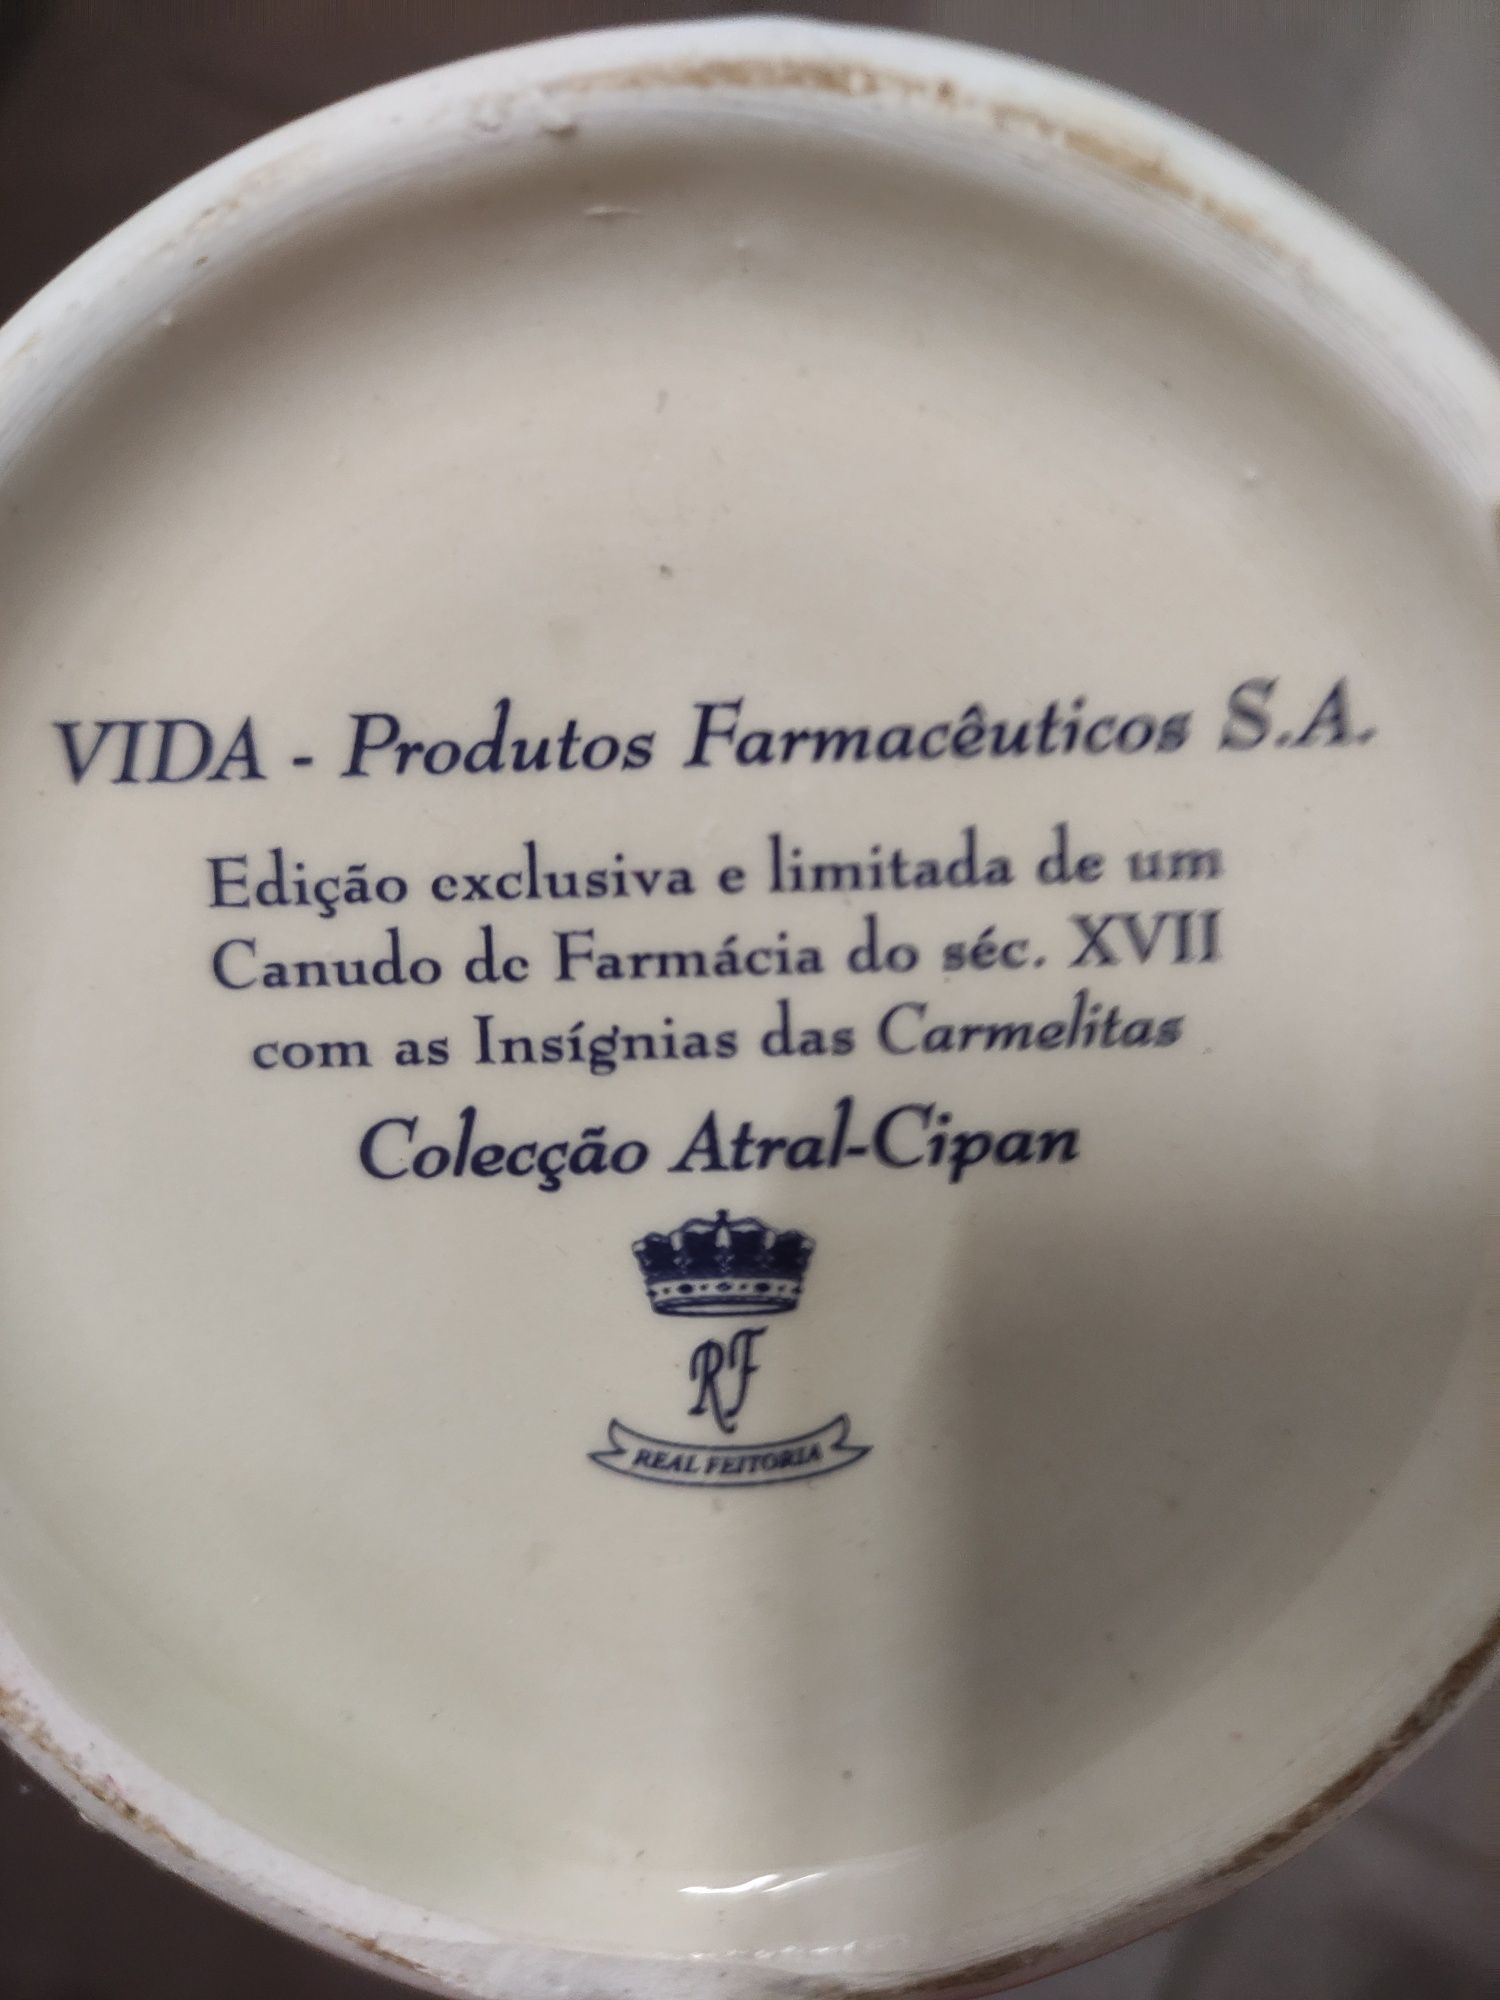 VIDA - Produtos Farmacêuticos S.A.
Edição exclusiva e limitada de um
Canudo de Farmácia do séc. XVII
com as Insígnias das Carmelitas
Colecção Atral-Cipan
RF
REAL FEITORIA